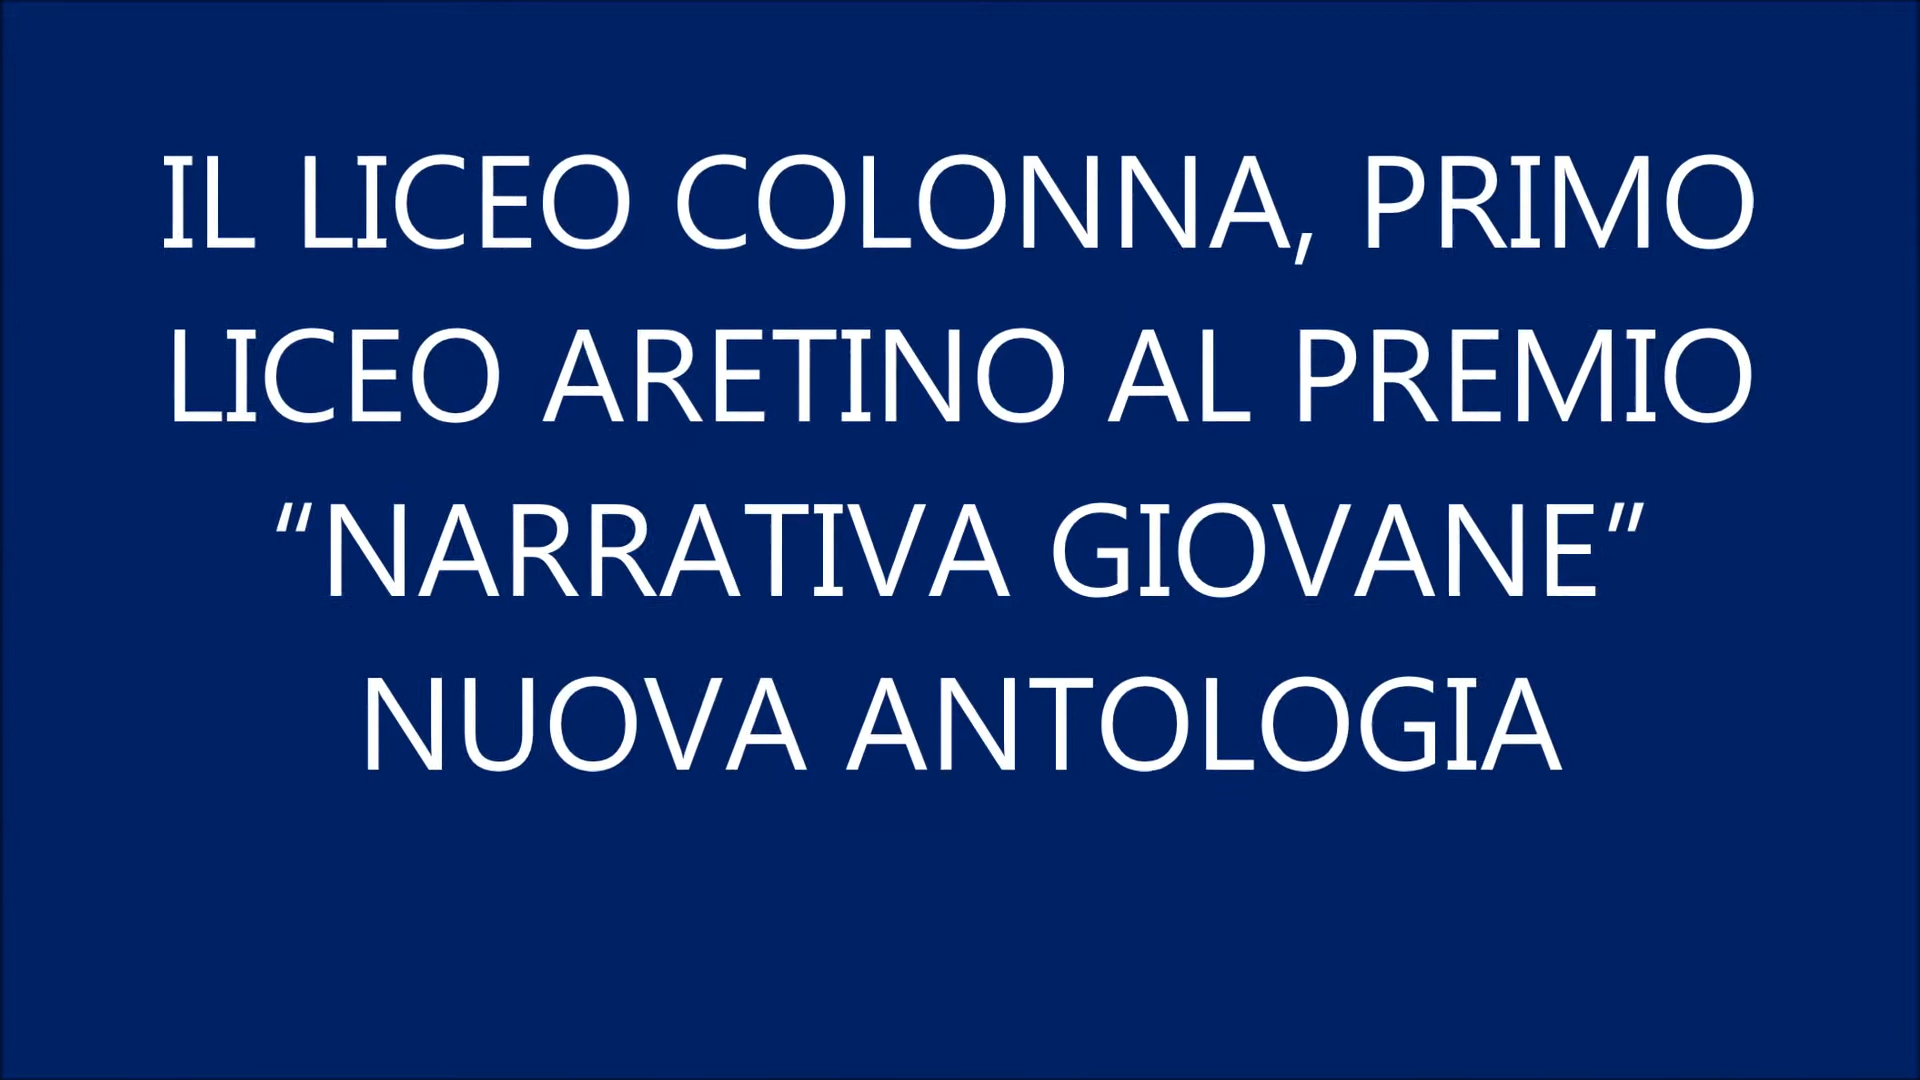 IL LICEO COLONNA, PRIMO
LICEO ARETINO AL PREMIO
“NARRATIVA GIOVANE”
NUOVA ANTOLOGIA